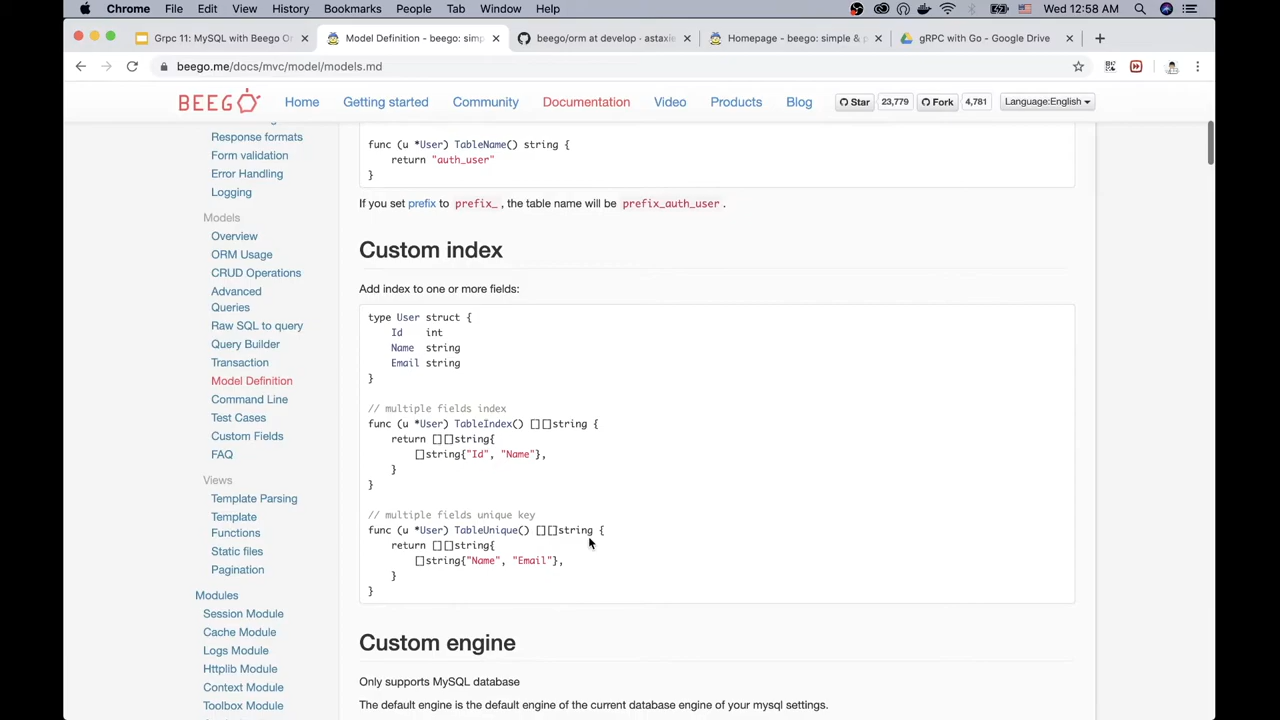 Chrome File Edit View History Bookmarks People Tab Window Help Wed 12:58 AM
Grpc 11: MySQL with Beego O Model Definition - beego: simp beego/orm at develop · astaxie Homepage - beego: simple & p gRPC with Go - Google Drive
beego.me/docs/mvc/model/models.md
BEEGO Home Getting started Community Documentation Video Products Blog Star 23,779 Fork 4,781 Language:English
Response formats
Form validation
Error Handling
Logging
Models
Overview
ORM Usage
CRUD Operations
Advanced
Queries
Raw SQL to query
Query Builder
Transaction
Model Definition
Command Line
Test Cases
Custom Fields
FAQ
Views
Template Parsing
Template
Functions
Static files
Pagination
Modules
Session Module
Cache Module
Logs Module
Httplib Module
Context Module
Toolbox Module
func (u *User) TableName() string {
return "auth_user"
}
If you set prefix to prefix_ , the table name will be prefix_auth_user .
Custom index
Add index to one or more fields:
type User struct {
Id int
Name string
Email string
}
// multiple fields index
func (u *User) TableIndex() [][]string {
return [][]string{
[]string{"Id", "Name"},
}
}
// multiple fields unique key
func (u *User) TableUnique() [][]string {
return [][]string{
[]string{"Name", "Email"},
}
}
Custom engine
Only supports MySQL database
The default engine is the default engine of the current database engine of your mysql settings.